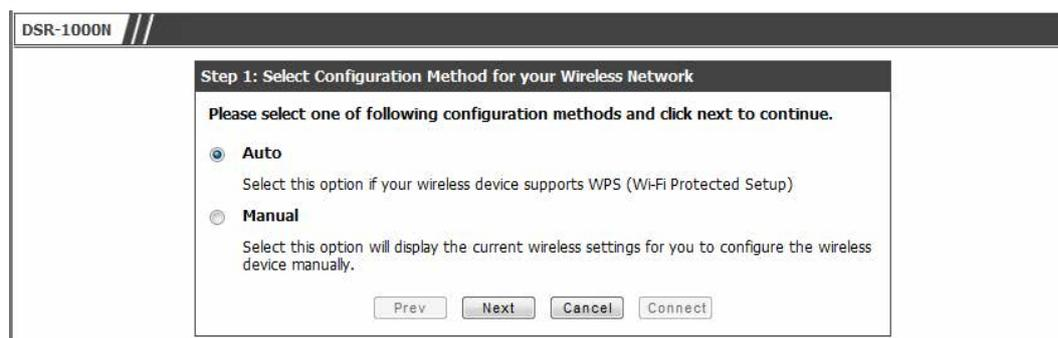 DSR-1000N
Step 1: Select Configuration Method for your Wireless Network
Please select one of following configuration methods and click next to continue.
Auto
Select this option if your wireless device supports WPS (Wi-Fi Protected Setup)
Manual
Select this option will display the current wireless settings for you to configure the wireless
device manually.
Prev Next Cancel Connect